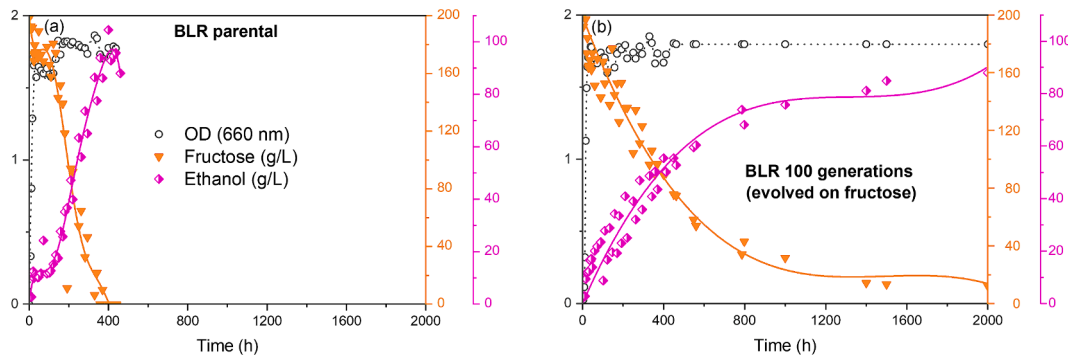 (a)
BLR parental
OD (660 nm)
Fructose (g/L)
Ethanol (g/L)
2
1
0
0 400 800 1200 1600 2000
Time (h)
200
160
120
80
40
0
100
80
60
40
20
0
(b)
BLR 100 generations
(evolved on fructose)
2
1
0
0 400 800 1200 1600 2000
Time (h)
200
160
120
80
40
0
100
80
60
40
20
0